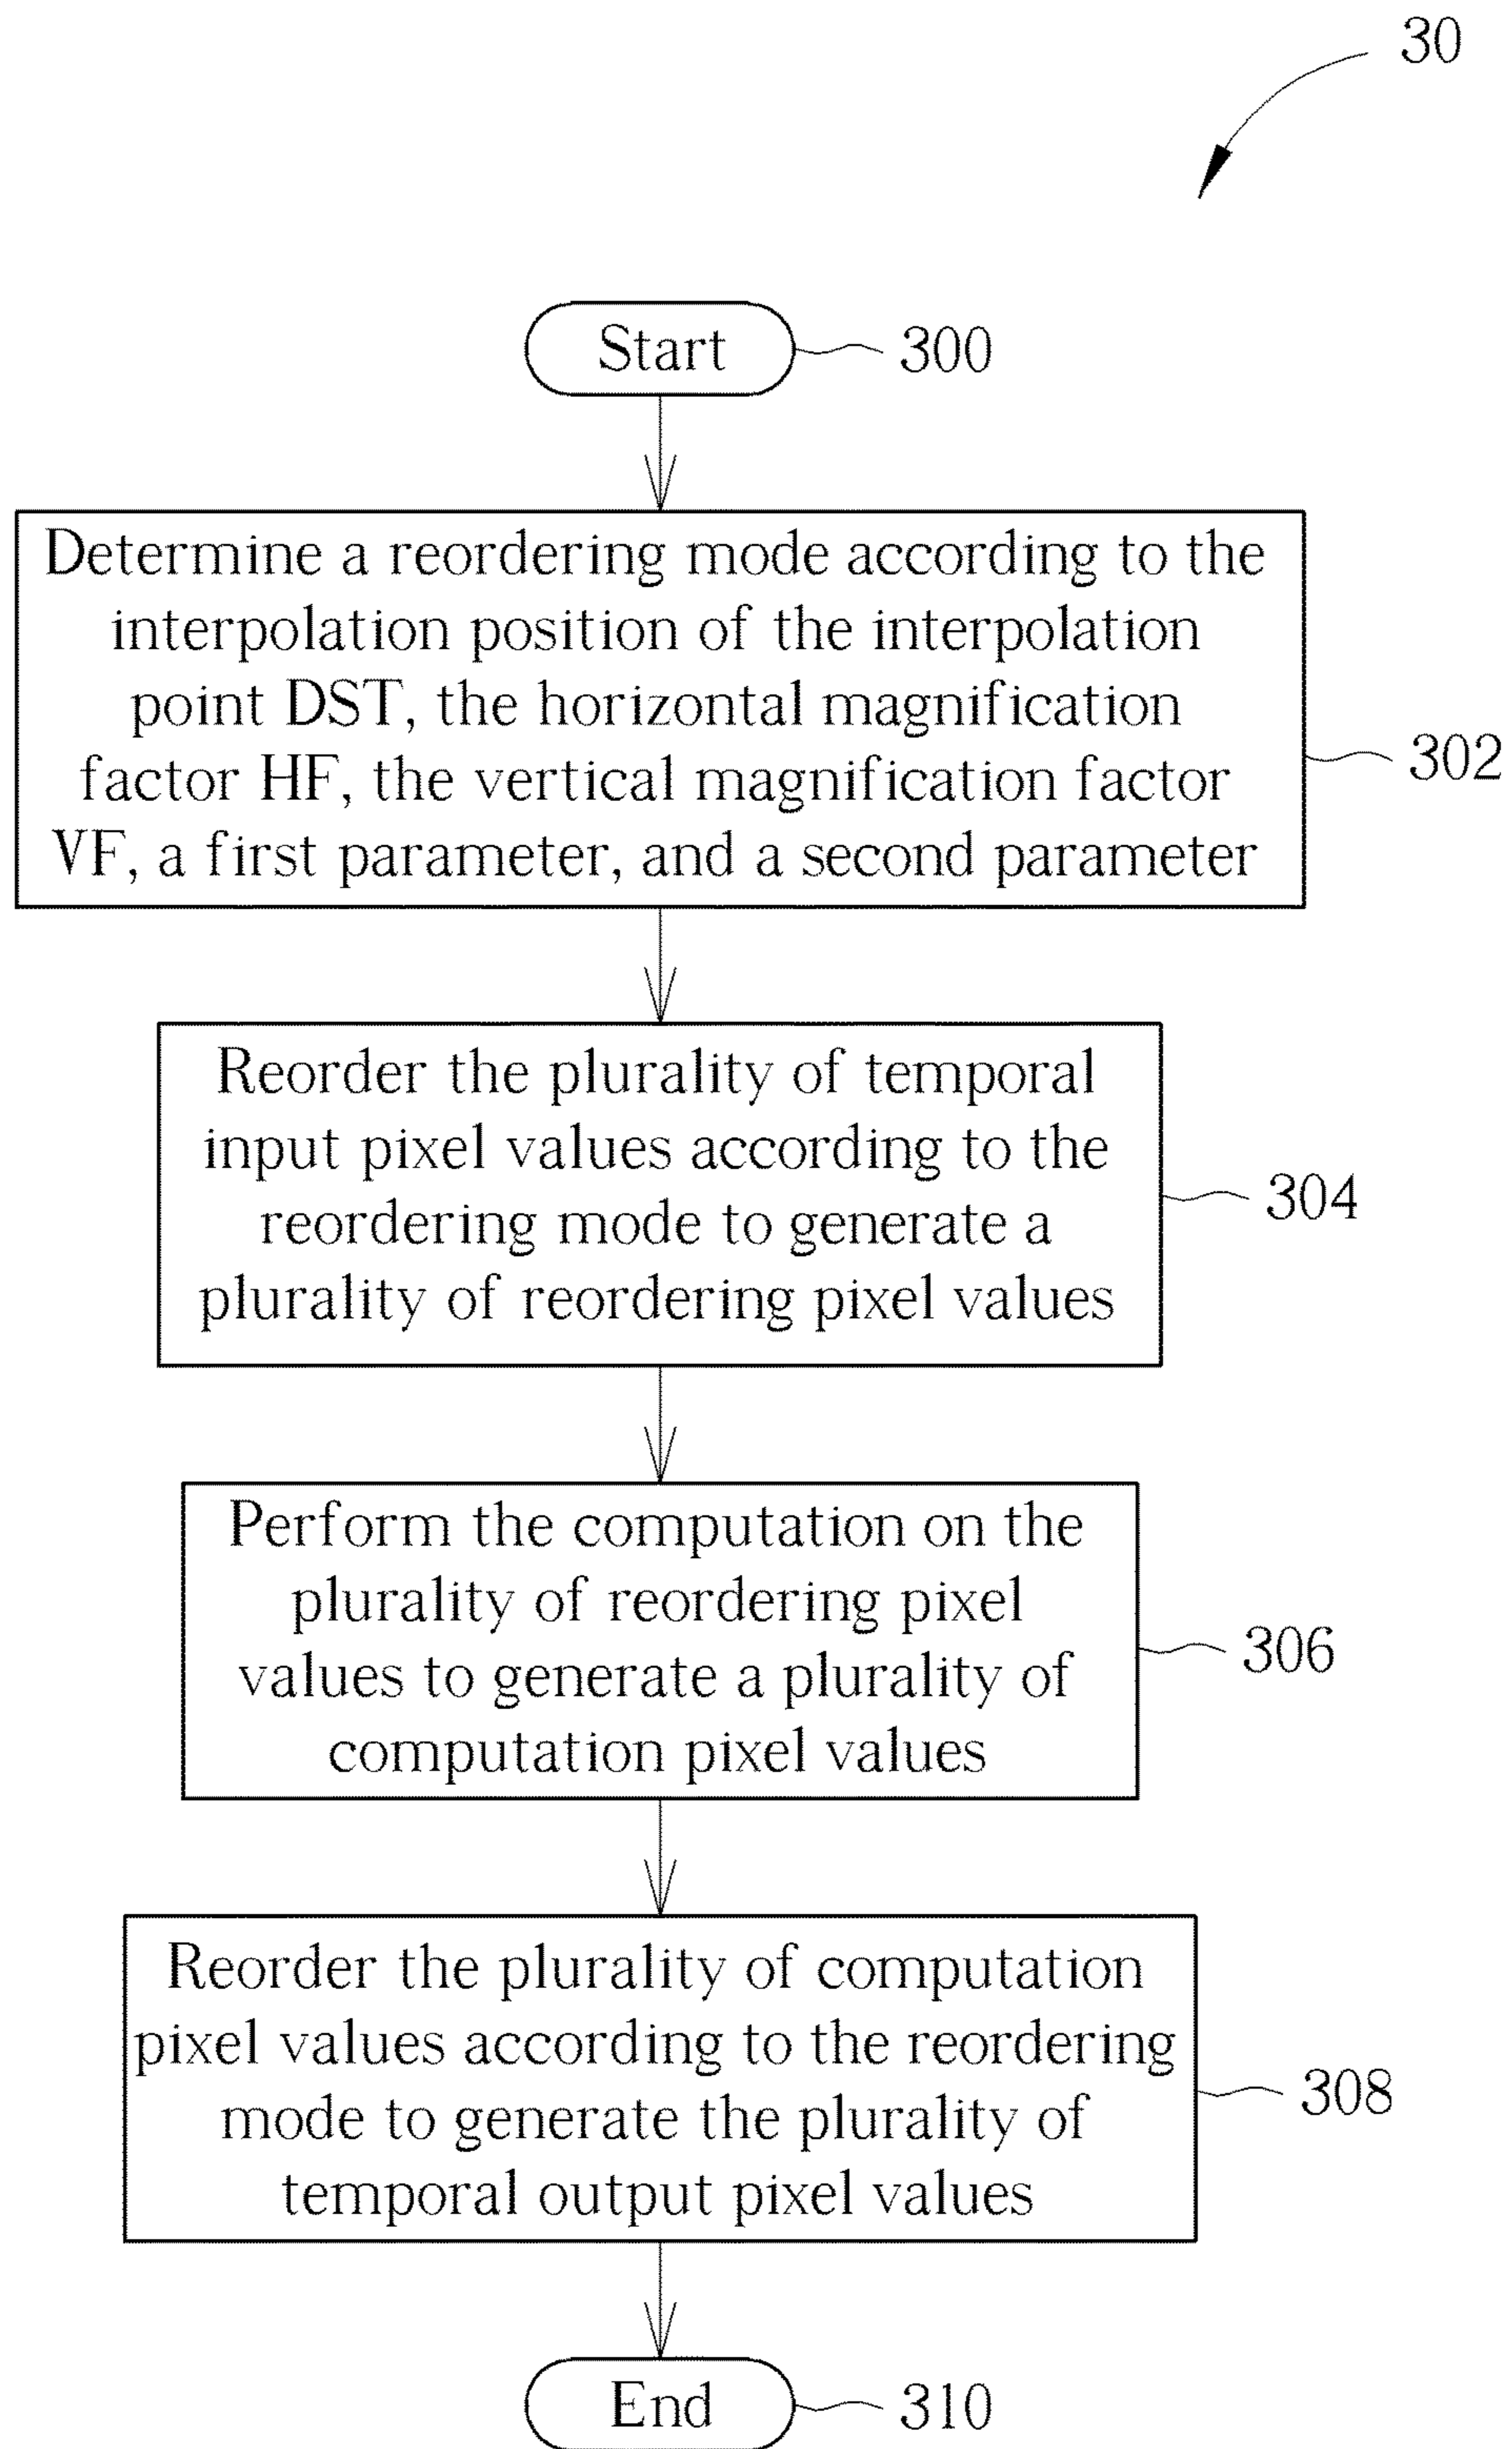 30
Start
300
Determine a reordering mode according to the
interpolation position of the interpolation
point DST, the horizontal magnification
factor HF, the vertical magnification factor
VF, a first parameter, and a second parameter
302
Reorder the plurality of temporal
input pixel values according to the
reordering mode to generate a
plurality of reordering pixel values
304
Perform the computation on the
plurality of reordering pixel
values to generate a plurality of
computation pixel values
306
Reorder the plurality of computation
pixel values according to the reordering
mode to generate the plurality of
temporal output pixel values
308
End
310